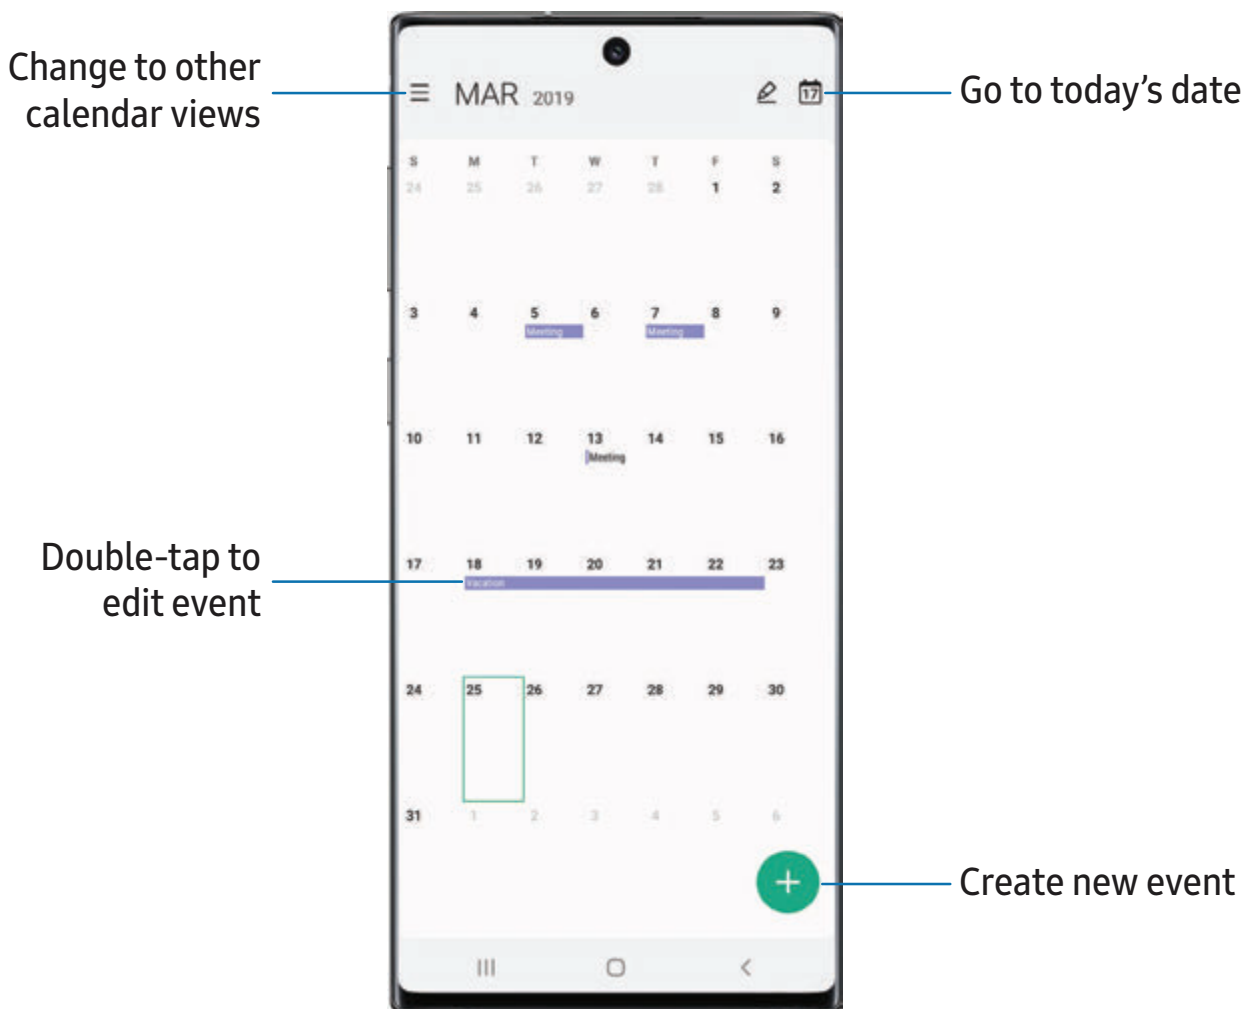 Change to other
calendar views
MAR 2019
17
Go to today's date
S M T W T F S
24 25 26 27 28 1 2
3 4 5 6 7 8 9
Meeting Meeting
10 11 12 13 14 15 16
Meeting
Double-tap to
edit event
17 18 19 20 21 22 23
Vacation
24 25 26 27 28 29 30
31 1 2 3 4 5 6
Create new event